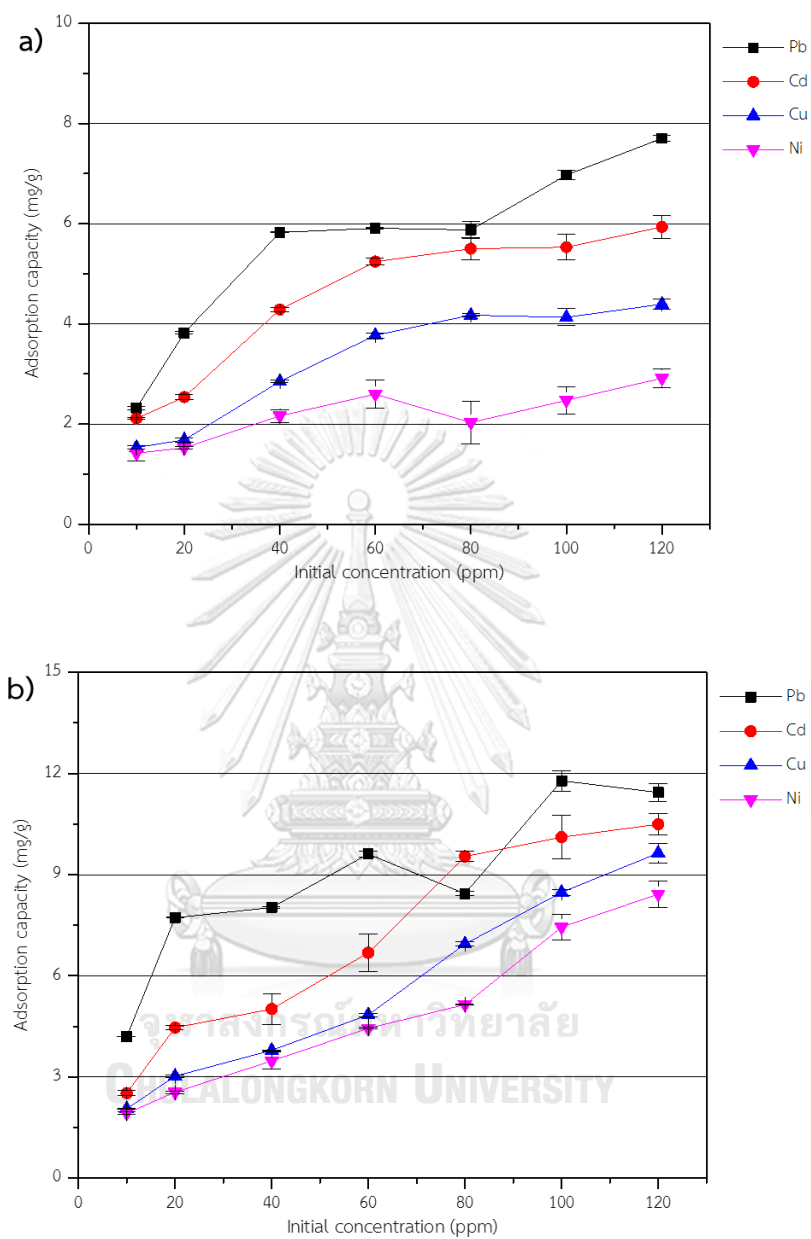 a)
10
8
6
4
2
0
Adsorption capacity (mg/g)
0 20 40 60 80 100 120
Initial concentration (ppm)
Pb
Cd
Cu
Ni
b)
15
12
9
6
3
0
Adsorption capacity (mg/g)
0 20 40 60 80 100 120
Initial concentration (ppm)
Pb
Cd
Cu
Ni
จุฬาลงกรณ์มหาวิทยาลัย
CHULALONGKORN UNIVERSITY